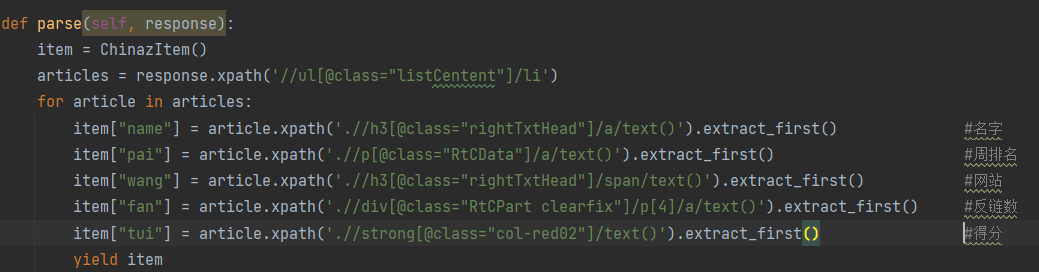 def parse(self, response):
item = ChinazItem()
articles = response.xpath('//ul[@class="listCentent"]/li')
for article in articles:
item["name"] = article.xpath('.//h3[@class="rightTxtHead"]/a/text()').extract_first() #名字
item["pai"] = article.xpath('.//p[@class="RtCData"]/a/text()').extract_first() #周排名
item["wang"] = article.xpath('.//h3[@class="rightTxtHead"]/span/text()').extract_first() #网站
item["fan"] = article.xpath('.//div[@class="RtCPart clearfix"]/p[4]/a/text()').extract_first() #反链数
item["tui"] = article.xpath('.//strong[@class="col-red02"]/text()').extract_first() #得分
yield item